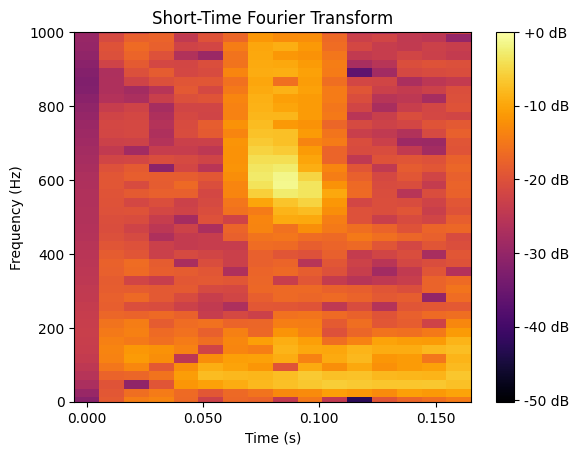 Short-Time Fourier Transform
1000
800
600
400
200
0
Frequency (Hz)
0.000
0.050
0.100
0.150
Time (s)
+0 dB
-10 dB
-20 dB
-30 dB
-40 dB
-50 dB